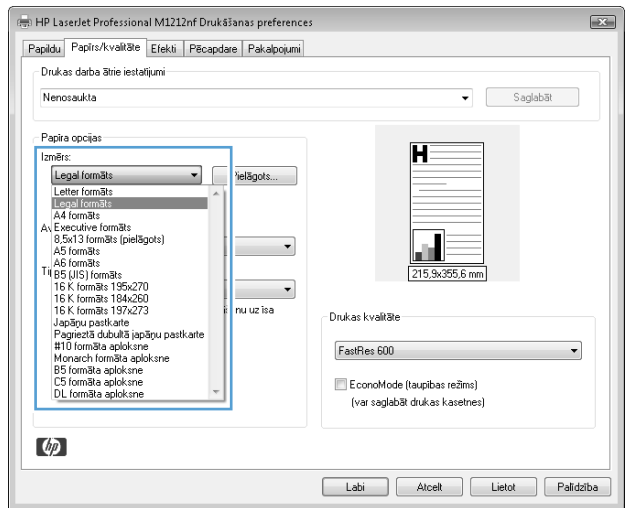 HP LaserJet Professional M1212nf Drukāšanas preferences
Papildu Papīrs/kvalitāte Efekti Pēcapdare Pakalpojumi
Drukas darba ātrie iestatījumi
Nenosaukta
Saglabāt
Papīra opcijas
Izmērs:
Legal formāts
Pielāgots...
Letter formāts
Legal formāts
A4 formāts
Executive formāts
8,5x13 formāts (pielāgots)
A5 formāts
A6 formāts
B5 (JIS) formāts
16 K formāts 195x270
16 K formāts 184x260
16 K formāts 197x273
Japāņu pastkarte
Pagrieztā dubultā japāņu pastkarte
#10 formāta aploksne
Monarch formāta aploksne
B5 formāta aploksne
C5 formāta aploksne
DL formāta aploksne
H
215,9x355,6 mm
Drukas kvalitāte
FastRes 600
EconoMode (taupības režīms)
(var saglabāt drukas kasetnes)
hp
Labi Atcelt Lietot Palīdzība